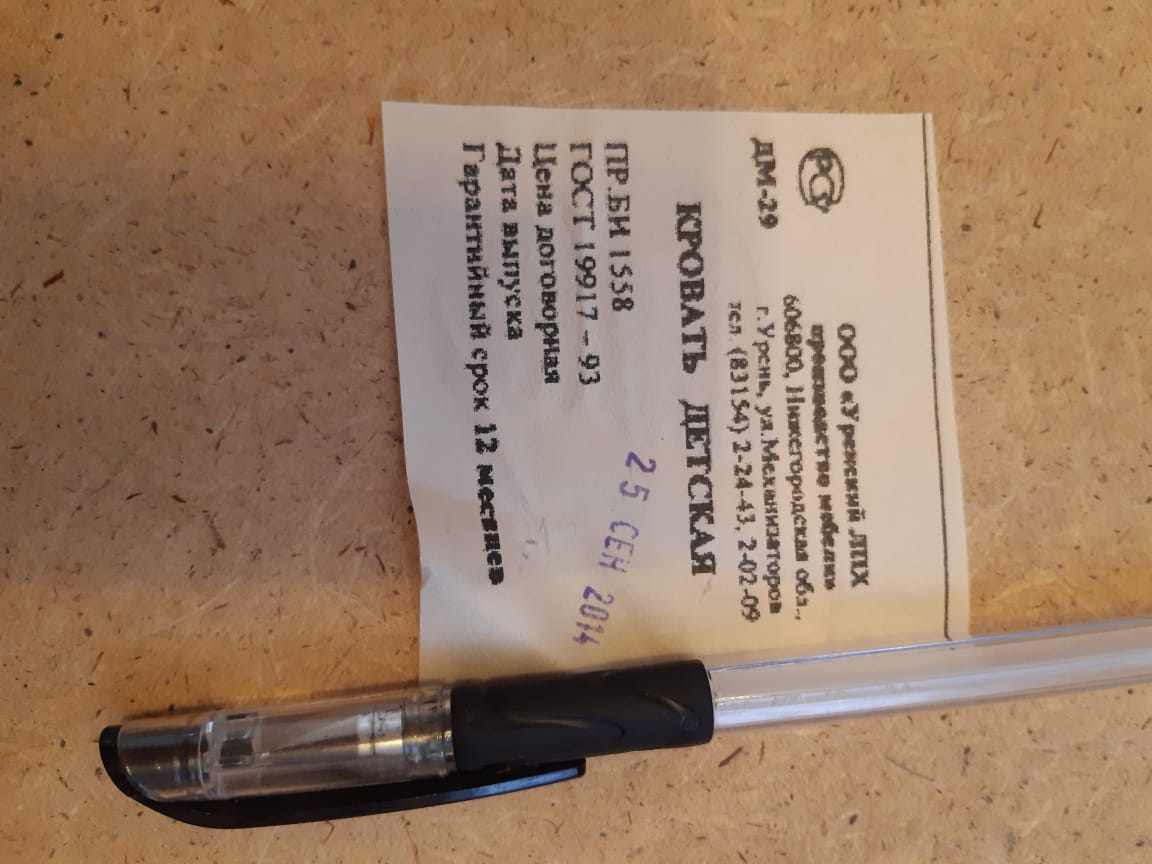 РСТ
ООО «Уренский ЛПХ
производство мебели»
606800, Нижегородская обл.,
г.Урень, ул.Механизаторов
тел. (83154) 2-24-43, 2-02-09
ДМ-29
КРОВАТЬ ДЕТСКАЯ
ПР.БИ 1558
ГОСТ 19917 – 93
Цена договорная
Дата выпуска
25 СЕН 2014
Гарантийный срок 12 месяцев